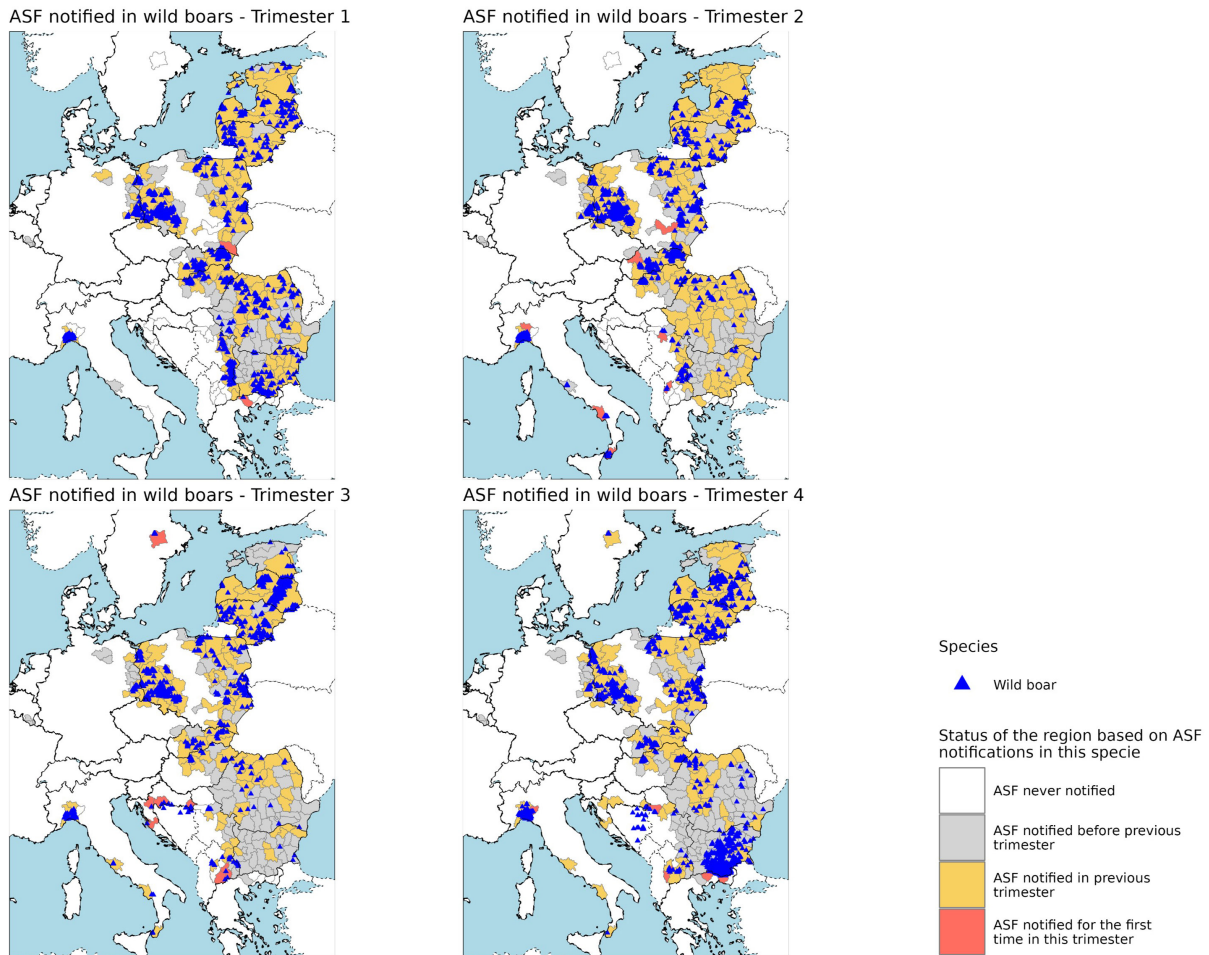 ASF notified in wild boars - Trimester 1
ASF notified in wild boars - Trimester 2
ASF notified in wild boars - Trimester 3
ASF notified in wild boars - Trimester 4
Species
Wild boar
Status of the region based on ASF
notifications in this specie
ASF never notified
ASF notified before previous
trimester
ASF notified in previous
trimester
ASF notified for the first
time in this trimester